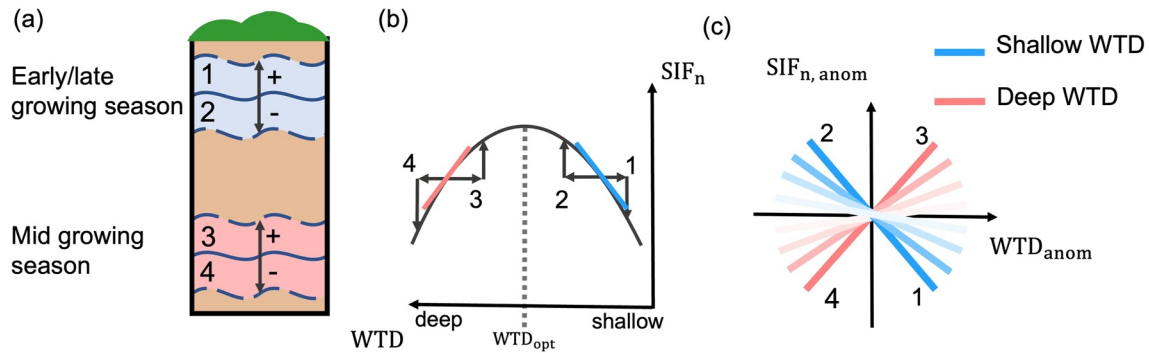 (a)
Early/late
growing season
1
+
2
-
Mid growing
season
3
+
4
-
(b)
SIFn
4
3
2
1
deep
shallow
WTD
WTDopt
(c)
SIFn, anom
Shallow WTD
Deep WTD
2
3
WTDanom
4
1